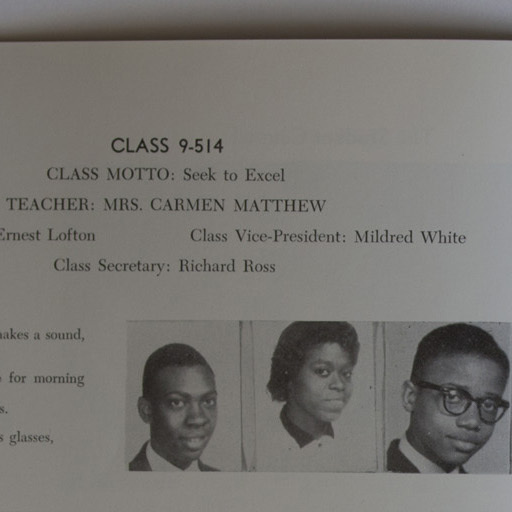 CLASS 9-514
CLASS MOTTO: Seek to Excel
TEACHER: MRS. CARMEN MATTHEW
Ernest Lofton Class Vice-President: Mildred White
Class Secretary: Richard Ross
a sound,
for morning
glasses,